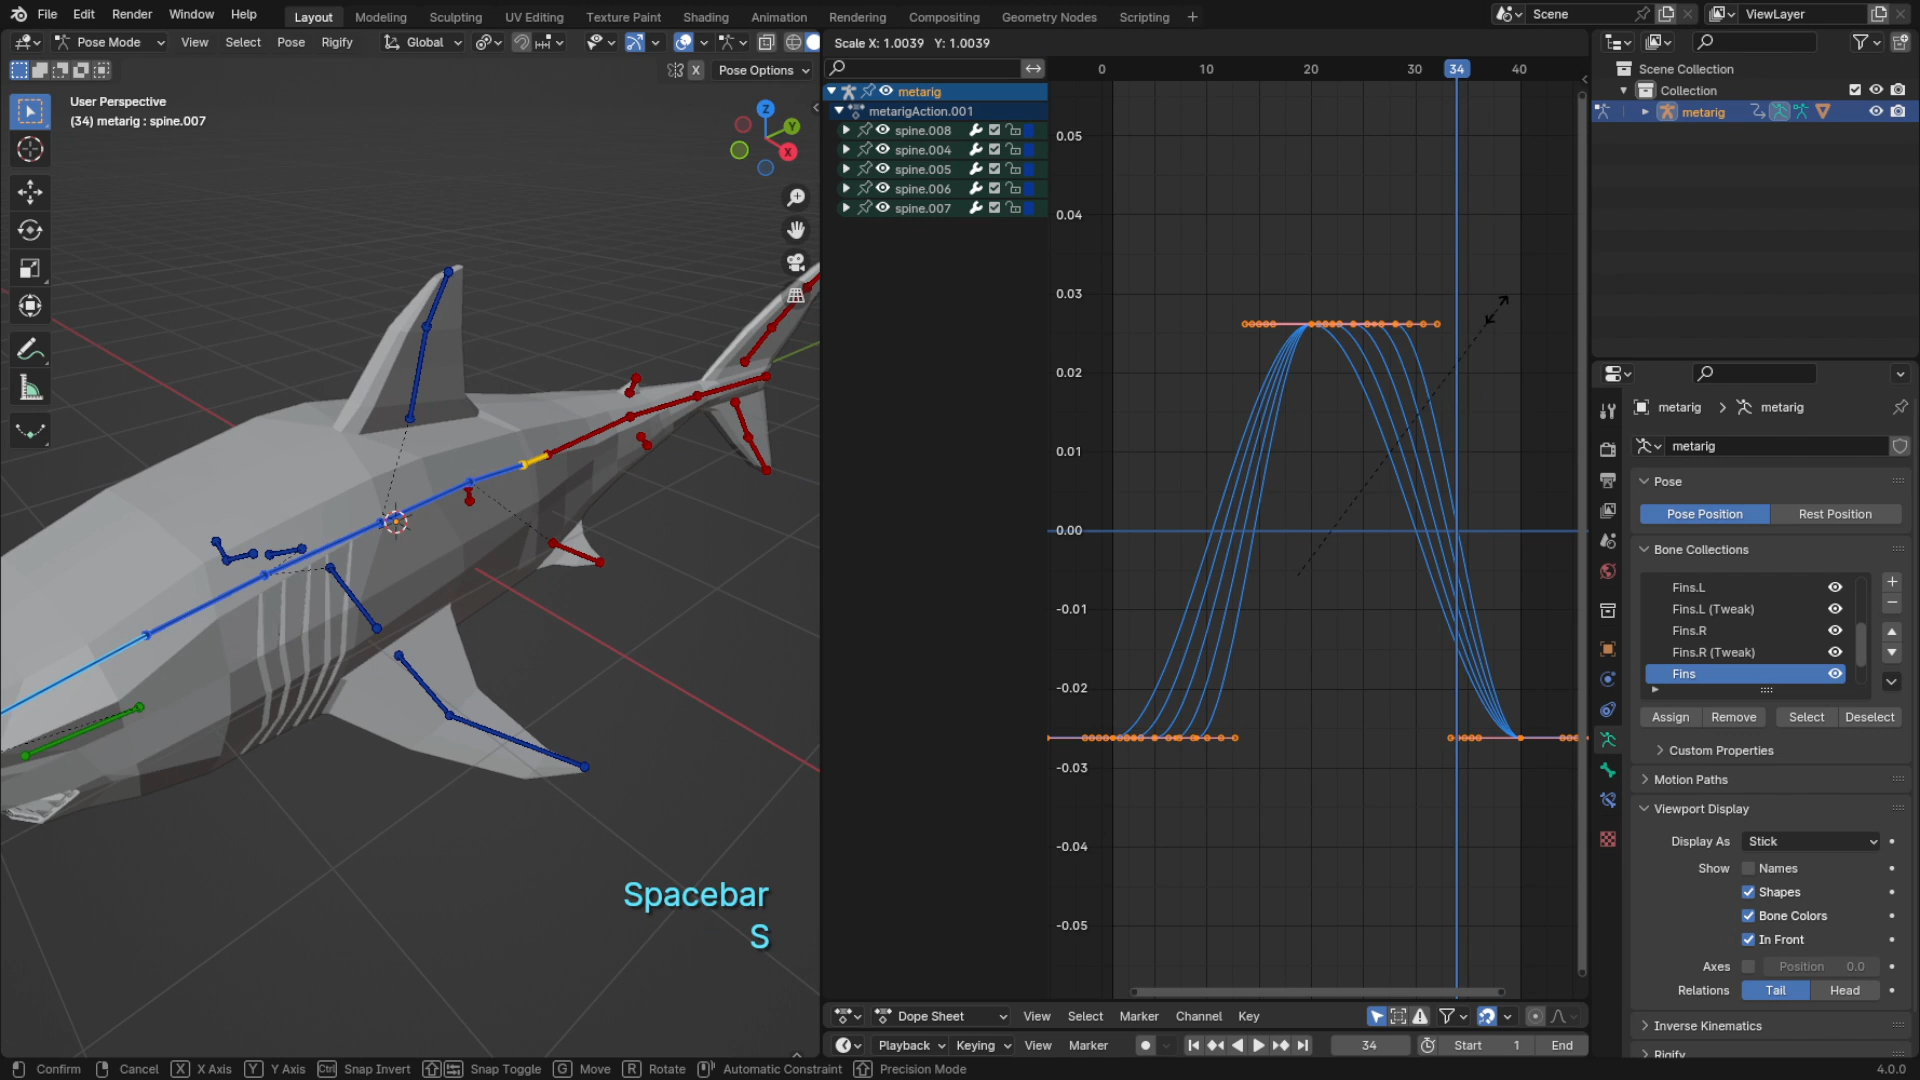 File Edit Render Window Help
Layout Modeling Sculpting UV Editing Texture Paint Shading Animation Rendering Compositing Geometry Nodes Scripting +
Scene
ViewLayer
Pose Mode View Select Pose Rigify Global
Scale X: 1.0039 Y: 1.0039
X Pose Options
User Perspective
(34) metarig : spine.007
Z
Y
X
metarig
metarigAction.001
spine.008
spine.004
spine.005
spine.006
spine.007
0 10 20 30 34 40
0.05
0.04
0.03
0.02
0.01
0.00
-0.01
-0.02
-0.03
-0.04
-0.05
Spacebar
S
Scene Collection
Collection
metarig
metarig > metarig
metarig
Pose
Pose Position Rest Position
Bone Collections
Fins.L
Fins.L (Tweak)
Fins.R
Fins.R (Tweak)
Fins
Assign Remove Select Deselect
Custom Properties
Motion Paths
Viewport Display
Display As Stick
Show Names
Shapes
Bone Colors
In Front
Axes Position 0.0
Relations Tail Head
Inverse Kinematics
Rigify
Dope Sheet View Select Marker Channel Key
Playback Keying View Marker 34 Start 1 End
Confirm Cancel X X Axis Y Y Axis Ctrl Snap Invert Snap Toggle G Move R Rotate Automatic Constraint Precision Mode 4.0.0